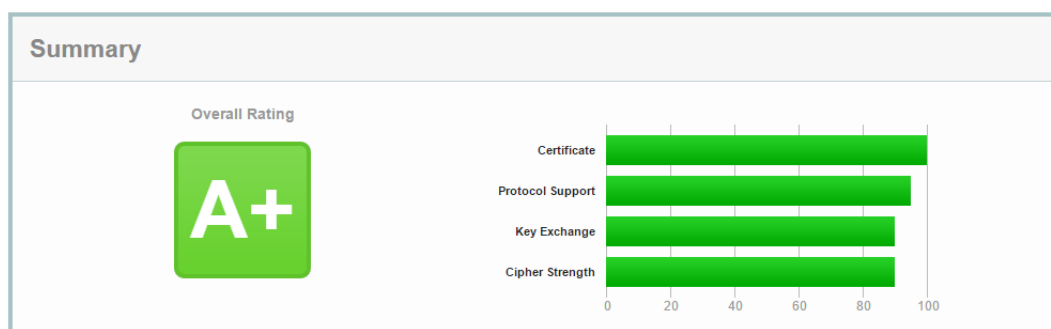 Summary
Overall Rating
A+
Certificate
Protocol Support
Key Exchange
Cipher Strength
0 20 40 60 80 100